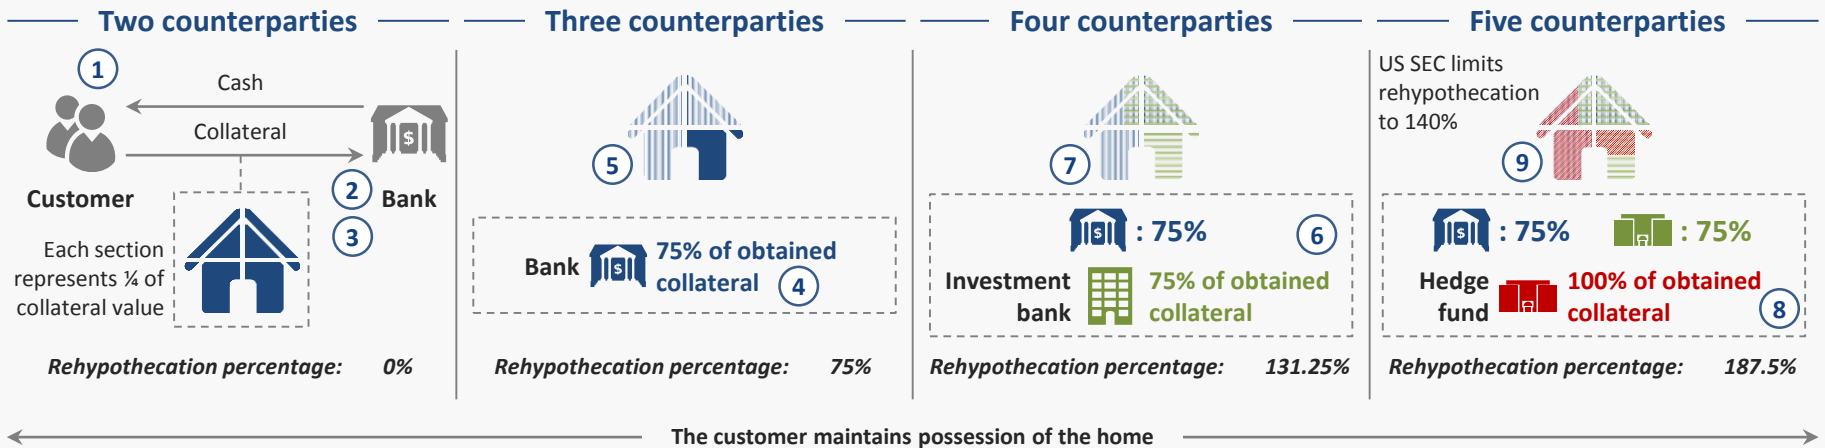 Two counterparties
1
Cash
Collateral
Customer
2
Bank
3
Each section
represents ¼ of
collateral value
$
Rehypothecation percentage: 0%
Three counterparties
5
Bank
$
75% of obtained
collateral
4
Rehypothecation percentage: 75%
Four counterparties
7
$
: 75%
6
Investment
bank
75% of obtained
collateral
Rehypothecation percentage: 131.25%
Five counterparties
US SEC limits
rehypothecation
to 140%
9
$
: 75%
: 75%
Hedge
fund
100% of obtained
collateral
8
Rehypothecation percentage: 187.5%
The customer maintains possession of the home